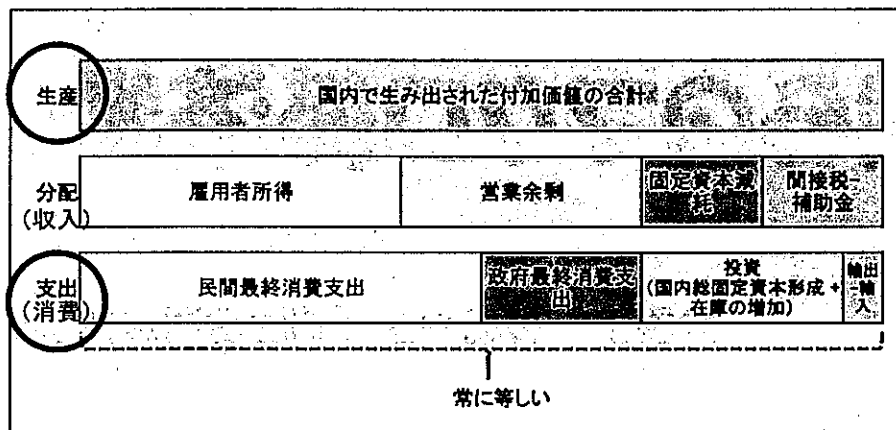 生産
国内で生み出された付加価値の合計
分配
(収入)
雇用者所得
営業余剰
固定資本減
耗
間接税-
補助金
支出
(消費)
民間最終消費支出
政府最終消費支
出
投資
(国内総固定資本形成 +
在庫の増加)
輸出
-輸
入
常に等しい